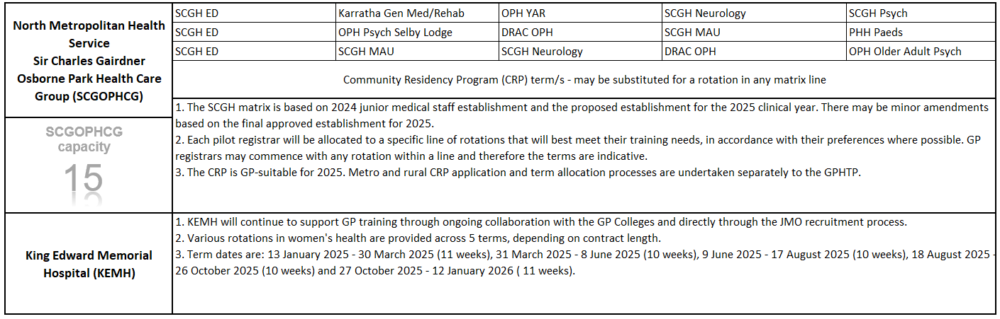 North Metropolitan Health
Service
Sir Charles Gairdner
Osborne Park Health Care
Group (SCGOPHCG)
SCGOPHCG
capacity
15
SCGH ED
Karratha Gen Med/Rehab
OPH YAR
SCGH Neurology
SCGH Psych
SCGH ED
OPH Psych Selby Lodge
DRAC OPH
SCGH MAU
PHH Paeds
SCGH ED
SCGH MAU
SCGH Neurology
DRAC OPH
OPH Older Adult Psych
Community Residency Program (CRP) term/s - may be substituted for a rotation in any matrix line
1. The SCGH matrix is based on 2024 junior medical staff establishment and the proposed establishment for the 2025 clinical year. There may be minor amendments
based on the final approved establishment for 2025.
2. Each pilot registrar will be allocated to a specific line of rotations that will best meet their training needs, in accordance with their preferences where possible. GP
registrars may commence with any rotation within a line and therefore the terms are indicative.
3. The CRP is GP-suitable for 2025. Metro and rural CRP application and term allocation processes are undertaken separately to the GPHTP.
King Edward Memorial
Hospital (KEMH)
1. KEMH will continue to support GP training through ongoing collaboration with the GP Colleges and directly through the JMO recruitment process.
2. Various rotations in women's health are provided across 5 terms, depending on contract length.
3. Term dates are: 13 January 2025 - 30 March 2025 (11 weeks), 31 March 2025 - 8 June 2025 (10 weeks), 9 June 2025 - 17 August 2025 (10 weeks), 18 August 2025 -
26 October 2025 (10 weeks) and 27 October 2025 - 12 January 2026 ( 11 weeks).